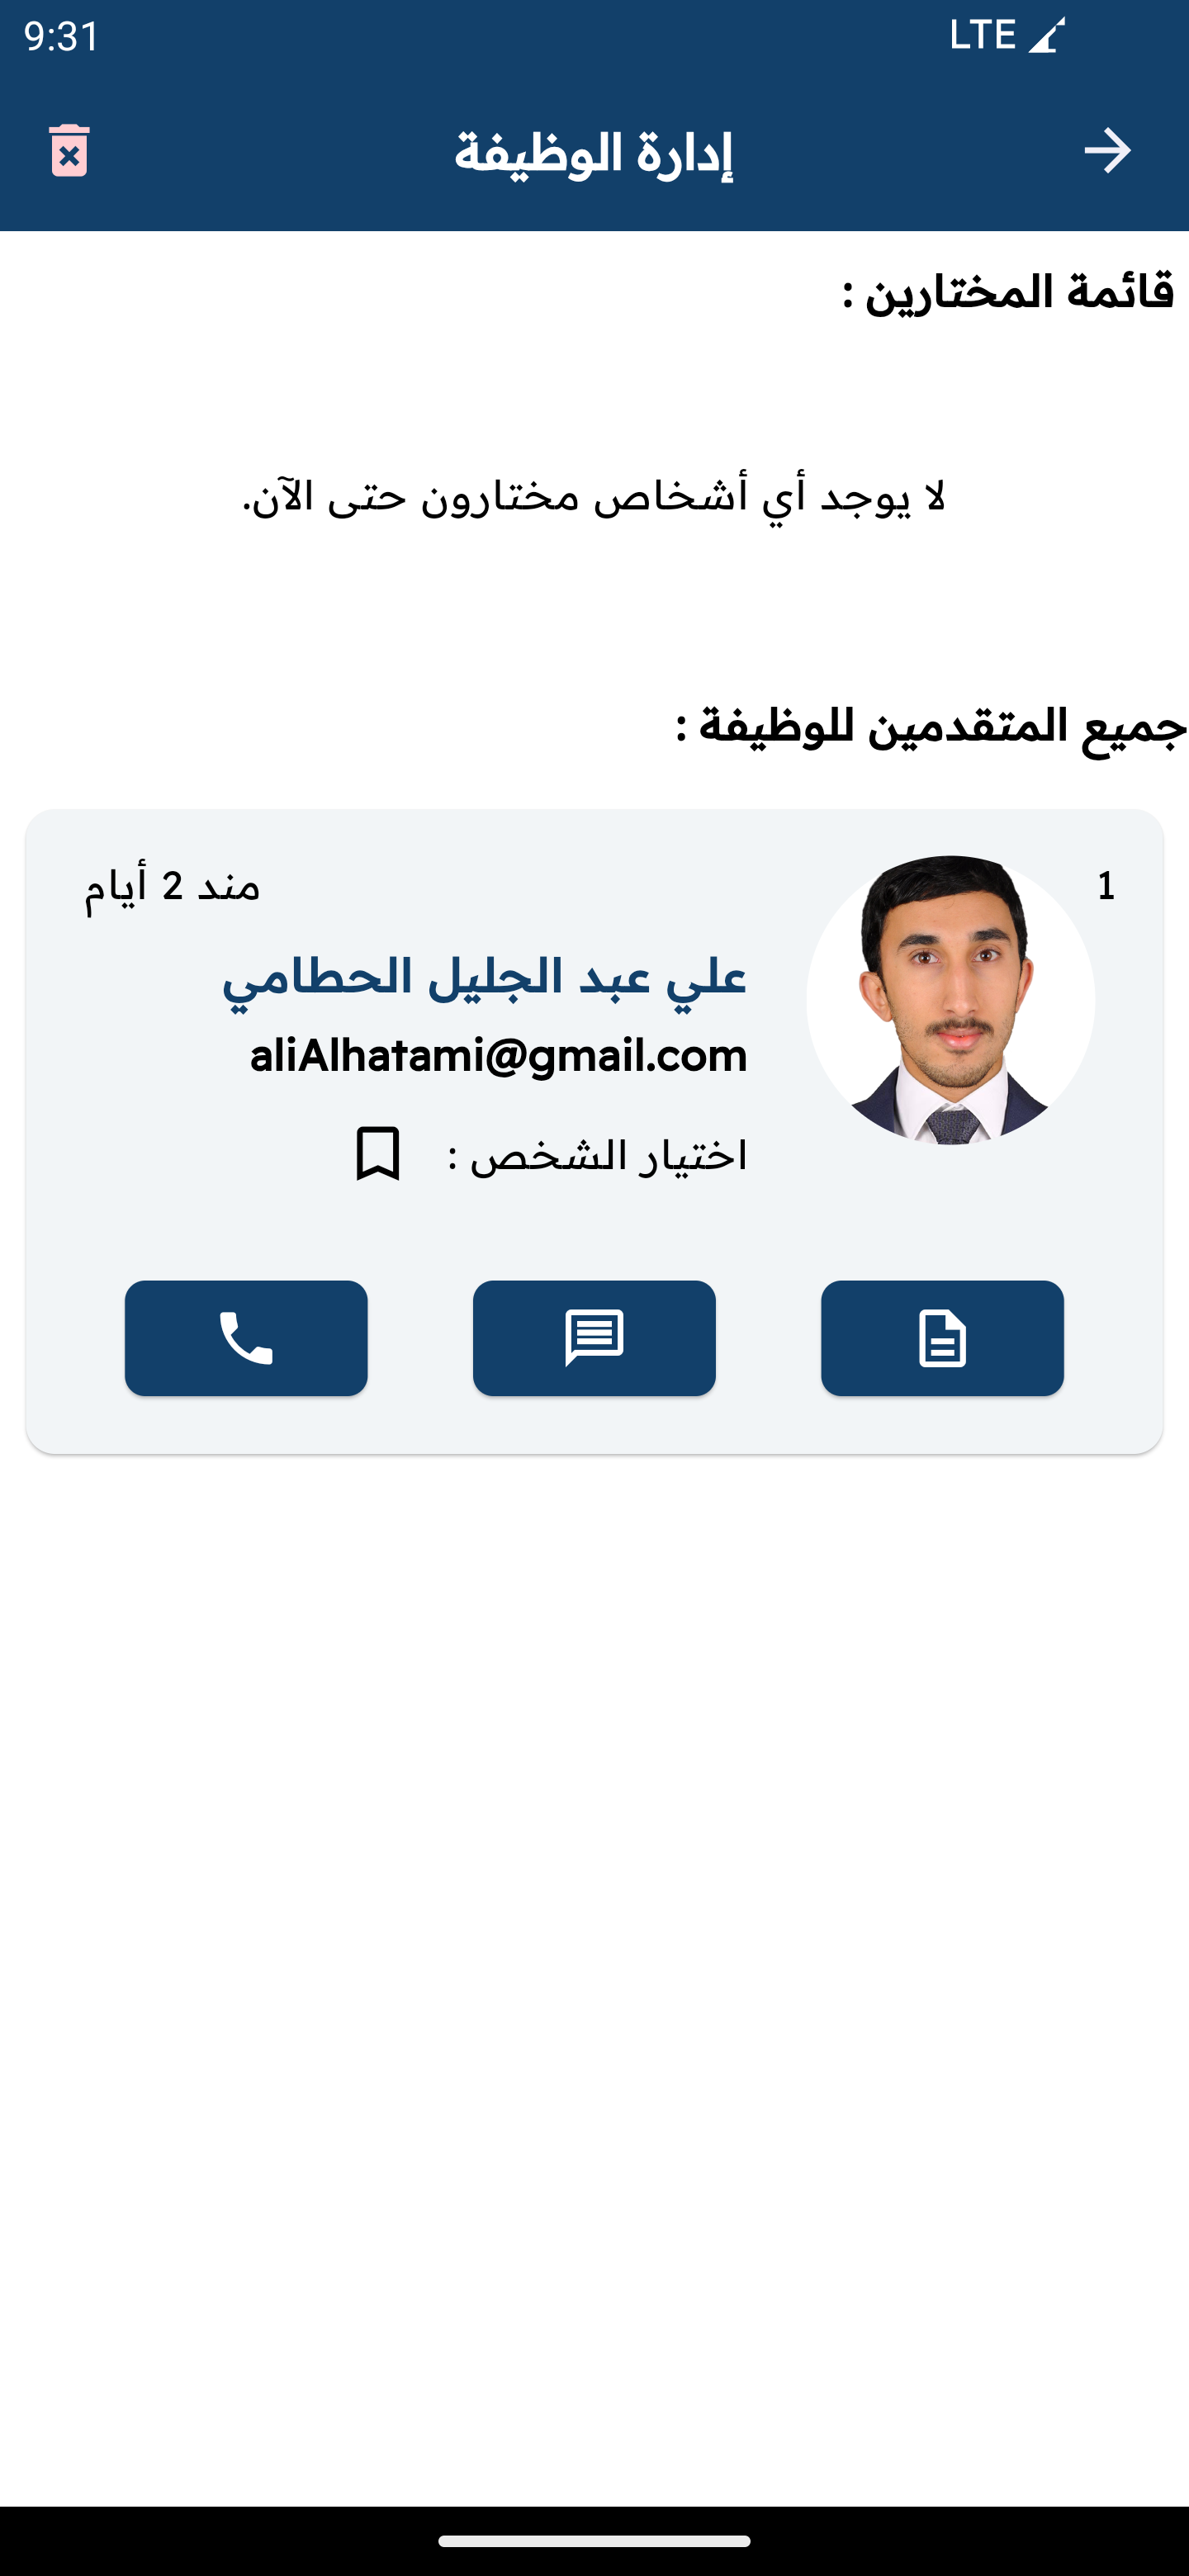 9:31 LTE
إدارة الوظيفة
قائمة المختارين :
لا يوجد أي أشخاص مختارون حتى الآن.
جميع المتقدمين للوظيفة :
1
مند 2 أيام
علي عبد الجليل الحطامي
aliAlhatami@gmail.com
اختيار الشخص :